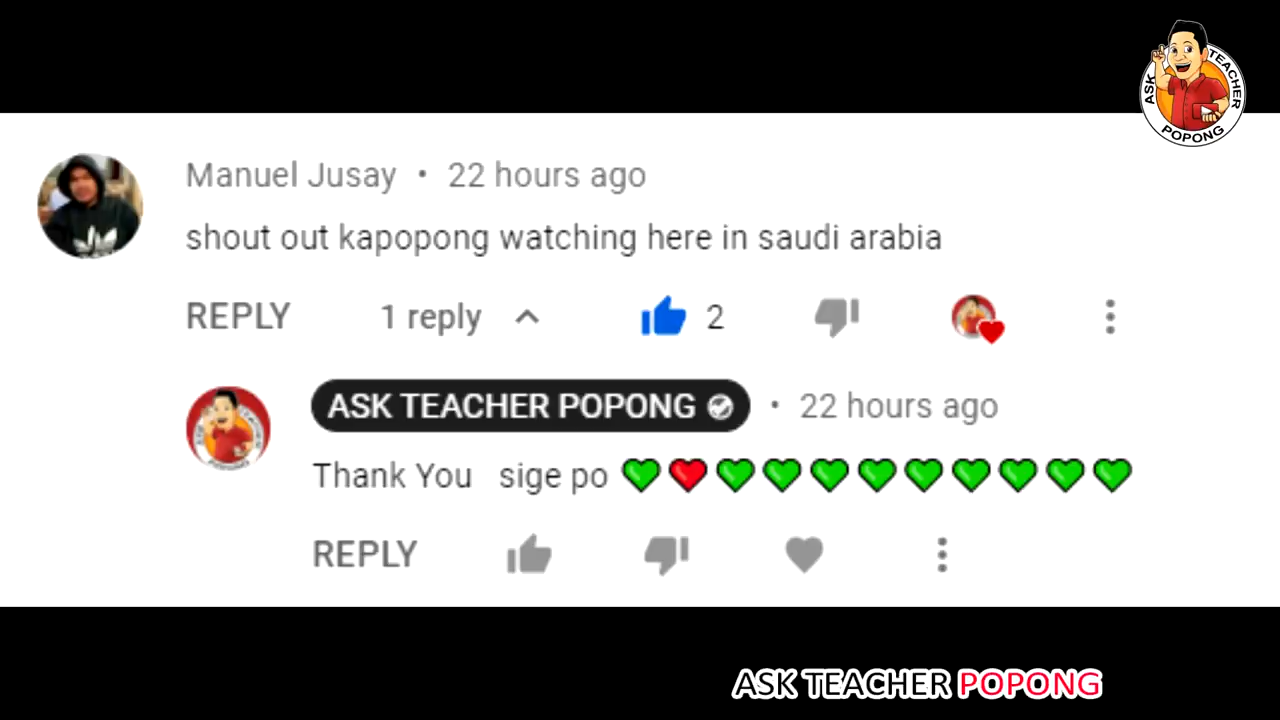 ASK TEACHER
POPONG
Manuel Jusay • 22 hours ago
shout out kapopong watching here in saudi arabia
REPLY 1 reply 2
ASK TEACHER POPONG • 22 hours ago
Thank You sige po 💚❤️💚💚💚💚💚💚💚💚💚
REPLY
ASK TEACHER POPONG